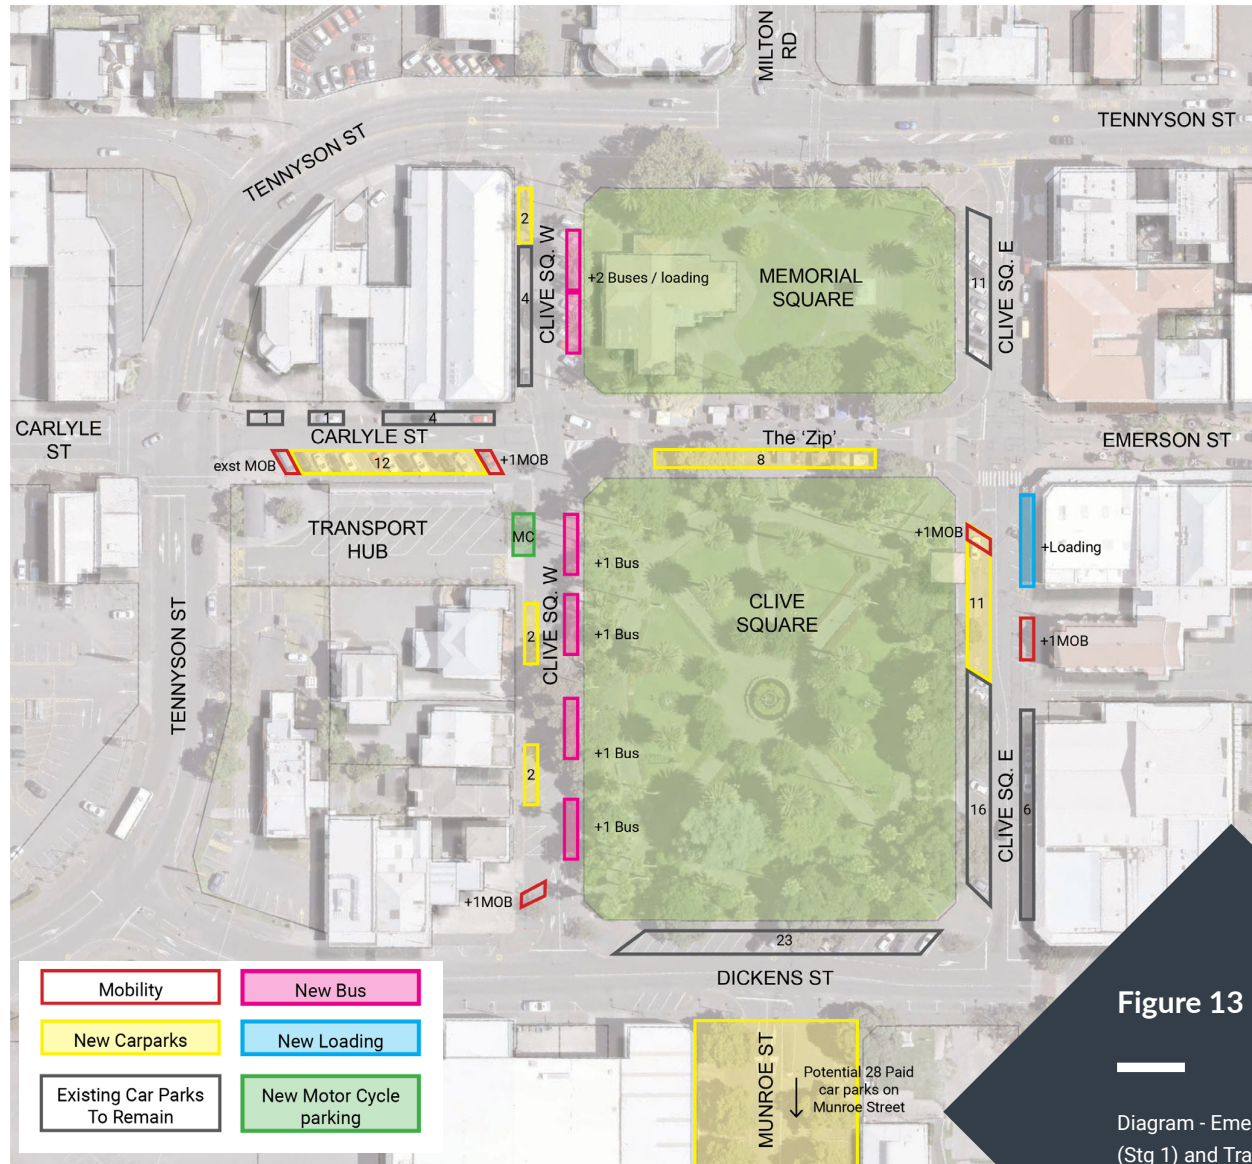 MILTON
RD
TENNYSON ST
TENNYSON ST
2
CLIVE SQ. W
4
+2 Buses / loading
MEMORIAL
SQUARE
11
CLIVE SQ. E
1
1
4
CARLYLE
ST
CARLYLE ST
The ‘Zip’
EMERSON ST
exst MOB
12
+1MOB
8
TRANSPORT
HUB
MC
+1 Bus
+1MOB
+Loading
CLIVE SQ. W
CLIVE
SQUARE
11
TENNYSON ST
2
+1 Bus
+1MOB
2
+1 Bus
16
CLIVE SQ. E
6
+1 Bus
+1MOB
23
DICKENS ST
Mobility
New Bus
New Carparks
New Loading
Existing Car Parks
To Remain
New Motor Cycle
parking
MUNROE ST
Potential 28 Paid
car parks on
Munroe Street
Figure 13
Diagram - Eme
(Stg 1) and Tra